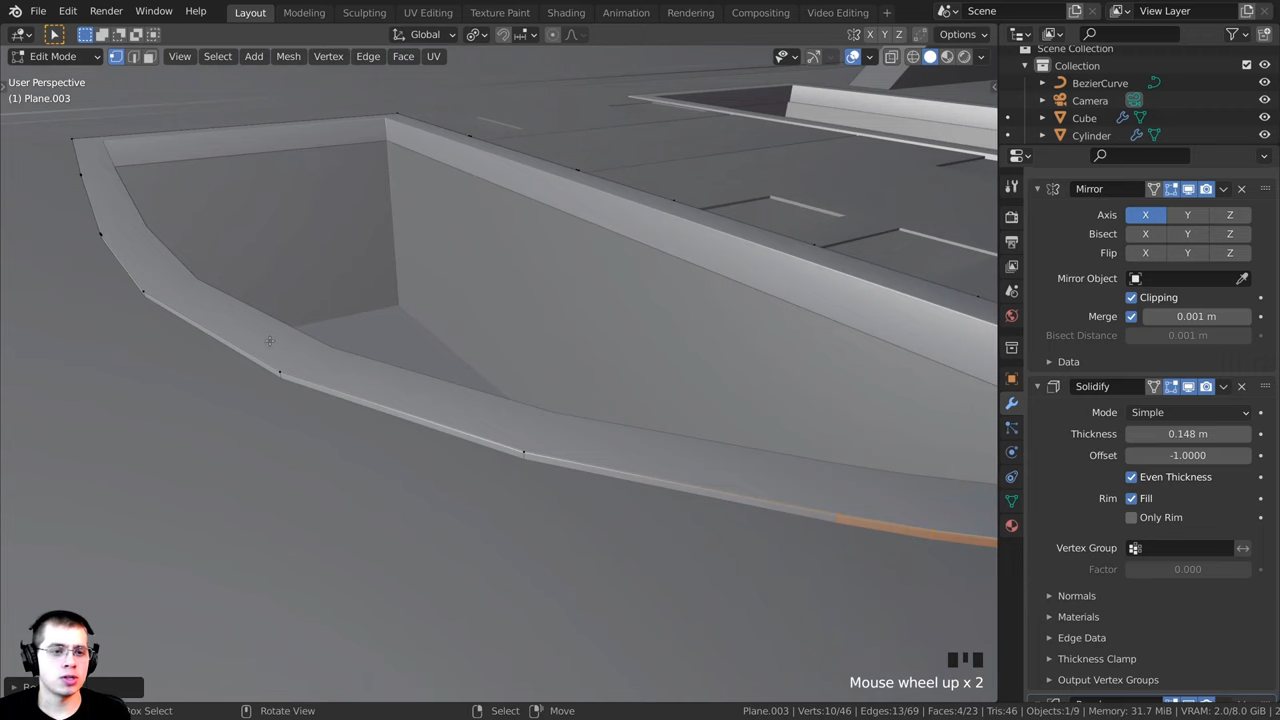 File Edit Render Window Help Layout Modeling Sculpting UV Editing Texture Paint Shading Animation Rendering Compositing Video Editing + Scene View Layer
Global X Y Z Options
Edit Mode View Select Add Mesh Vertex Edge Face UV
User Perspective
(1) Plane.003
Scene Collection
Collection
BezierCurve
Camera
Cube
Cylinder
Mirror
Axis X Y Z
Bisect X Y Z
Flip X Y Z
Mirror Object
Clipping
Merge 0.001 m
Bisect Distance 0.001 m
Data
Solidify
Mode Simple
Thickness 0.148 m
Offset -1.0000
Even Thickness
Rim Fill
Only Rim
Vertex Group
Factor 0.000
Normals
Materials
Edge Data
Thickness Clamp
Output Vertex Groups
Mouse wheel up x 2
Box Select Rotate View Select Move Plane.003 | Verts:10/46 | Edges:13/69 | Faces:4/23 | Tris:46 | Objects:1/9 | Memory: 31.7 MiB | VRAM: 2.0/8.0 GiB | 2